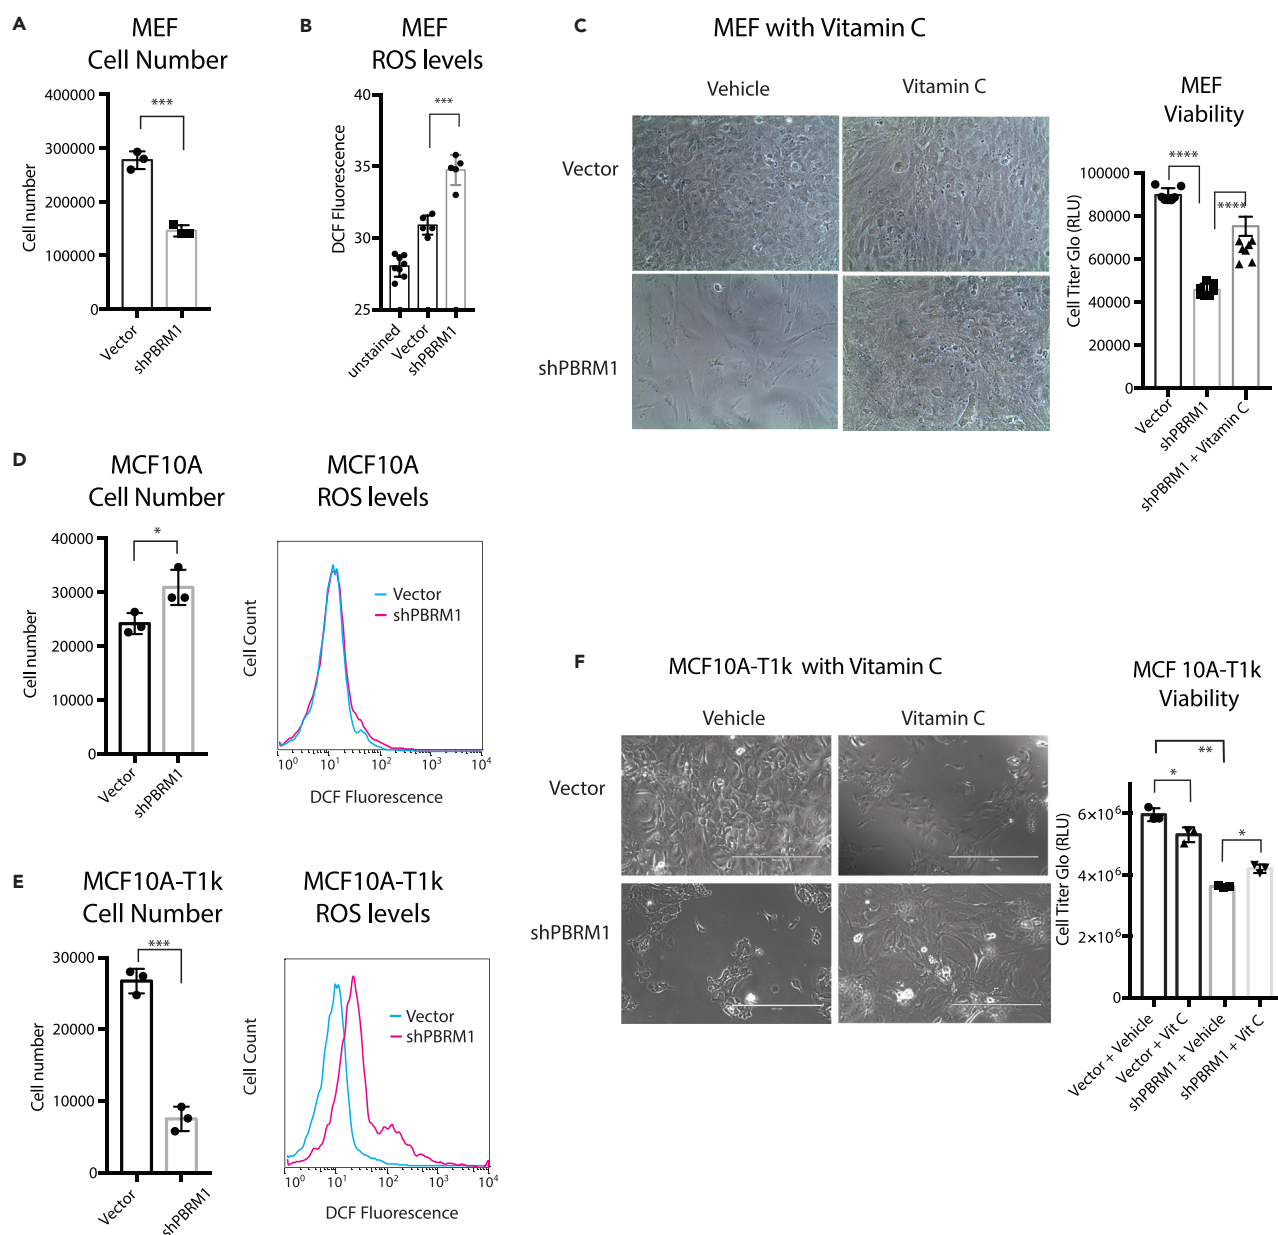 A
MEF
Cell Number
400000
300000
200000
100000
0
Cell number
***
Vector
shPBRM1
B
MEF
ROS levels
40
35
30
25
DCF Fluorescence
***
unstained
Vector
shPBRM1
C
MEF with Vitamin C
Vehicle
Vitamin C
Vector
shPBRM1
MEF
Viability
100000
80000
60000
40000
20000
0
Cell Titer Glo (RLU)
****
****
Vector
shPBRM1
shPBRM1 + Vitamin C
D
MCF10A
Cell Number
40000
30000
20000
10000
0
Cell number
*
Vector
shPBRM1
MCF10A
ROS levels
Cell Count
Vector
shPBRM1
10⁰ 10¹ 10² 10³ 10⁴
DCF Fluorescence
E
MCF10A-T1k
Cell Number
30000
20000
10000
0
Cell number
***
Vector
shPBRM1
MCF10A-T1k
ROS levels
Cell Count
Vector
shPBRM1
10⁰ 10¹ 10² 10³ 10⁴
DCF Fluorescence
F
MCF10A-T1k with Vitamin C
Vehicle
Vitamin C
Vector
shPBRM1
MCF 10A-T1k
Viability
6×10⁶
4×10⁶
2×10⁶
0
Cell Titer Glo (RLU)
**
*
*
Vector + Vehicle
Vector + Vit C
shPBRM1 + Vehicle
shPBRM1 + Vit C